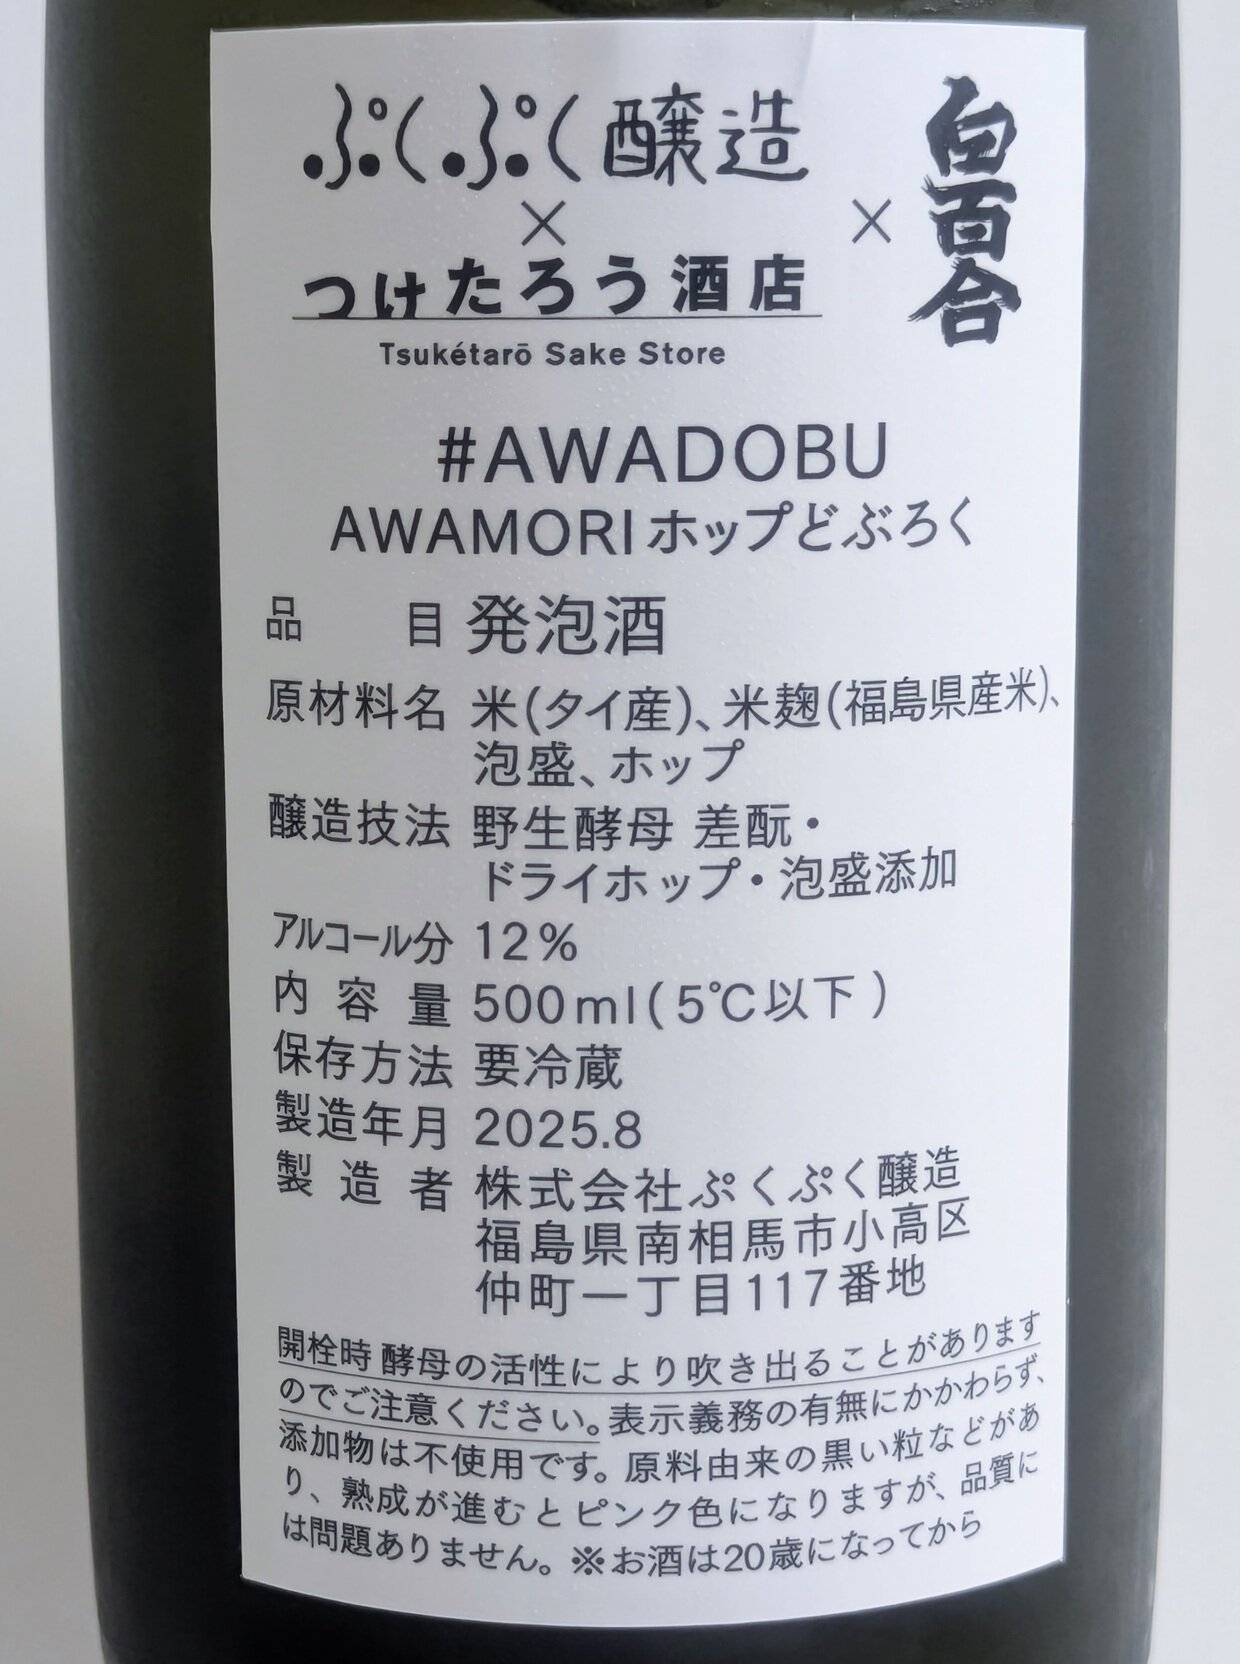 ぷくぷく醸造
×
つけたろう酒店
Tsukétarō Sake Store
×
白百合
#AWADOBU
AWAMORIホップどぶろく
品目 発泡酒
原材料名 米(タイ産)、米麹(福島県産米)、
泡盛、ホップ
醸造技法 野生酵母 差酛・
ドライホップ・泡盛添加
アルコール分 12%
内容量 500ml(5℃以下)
保存方法 要冷蔵
製造年月 2025.8
製造者 株式会社ぷくぷく醸造
福島県南相馬市小高区
仲町一丁目117番地
開栓時酵母の活性により吹き出ることがあります
のでご注意ください。表示義務の有無にかかわらず、
添加物は不使用です。原料由来の黒い粒などがあ
り、熟成が進むとピンク色になりますが、品質に
は問題ありません。※お酒は20歳になってから